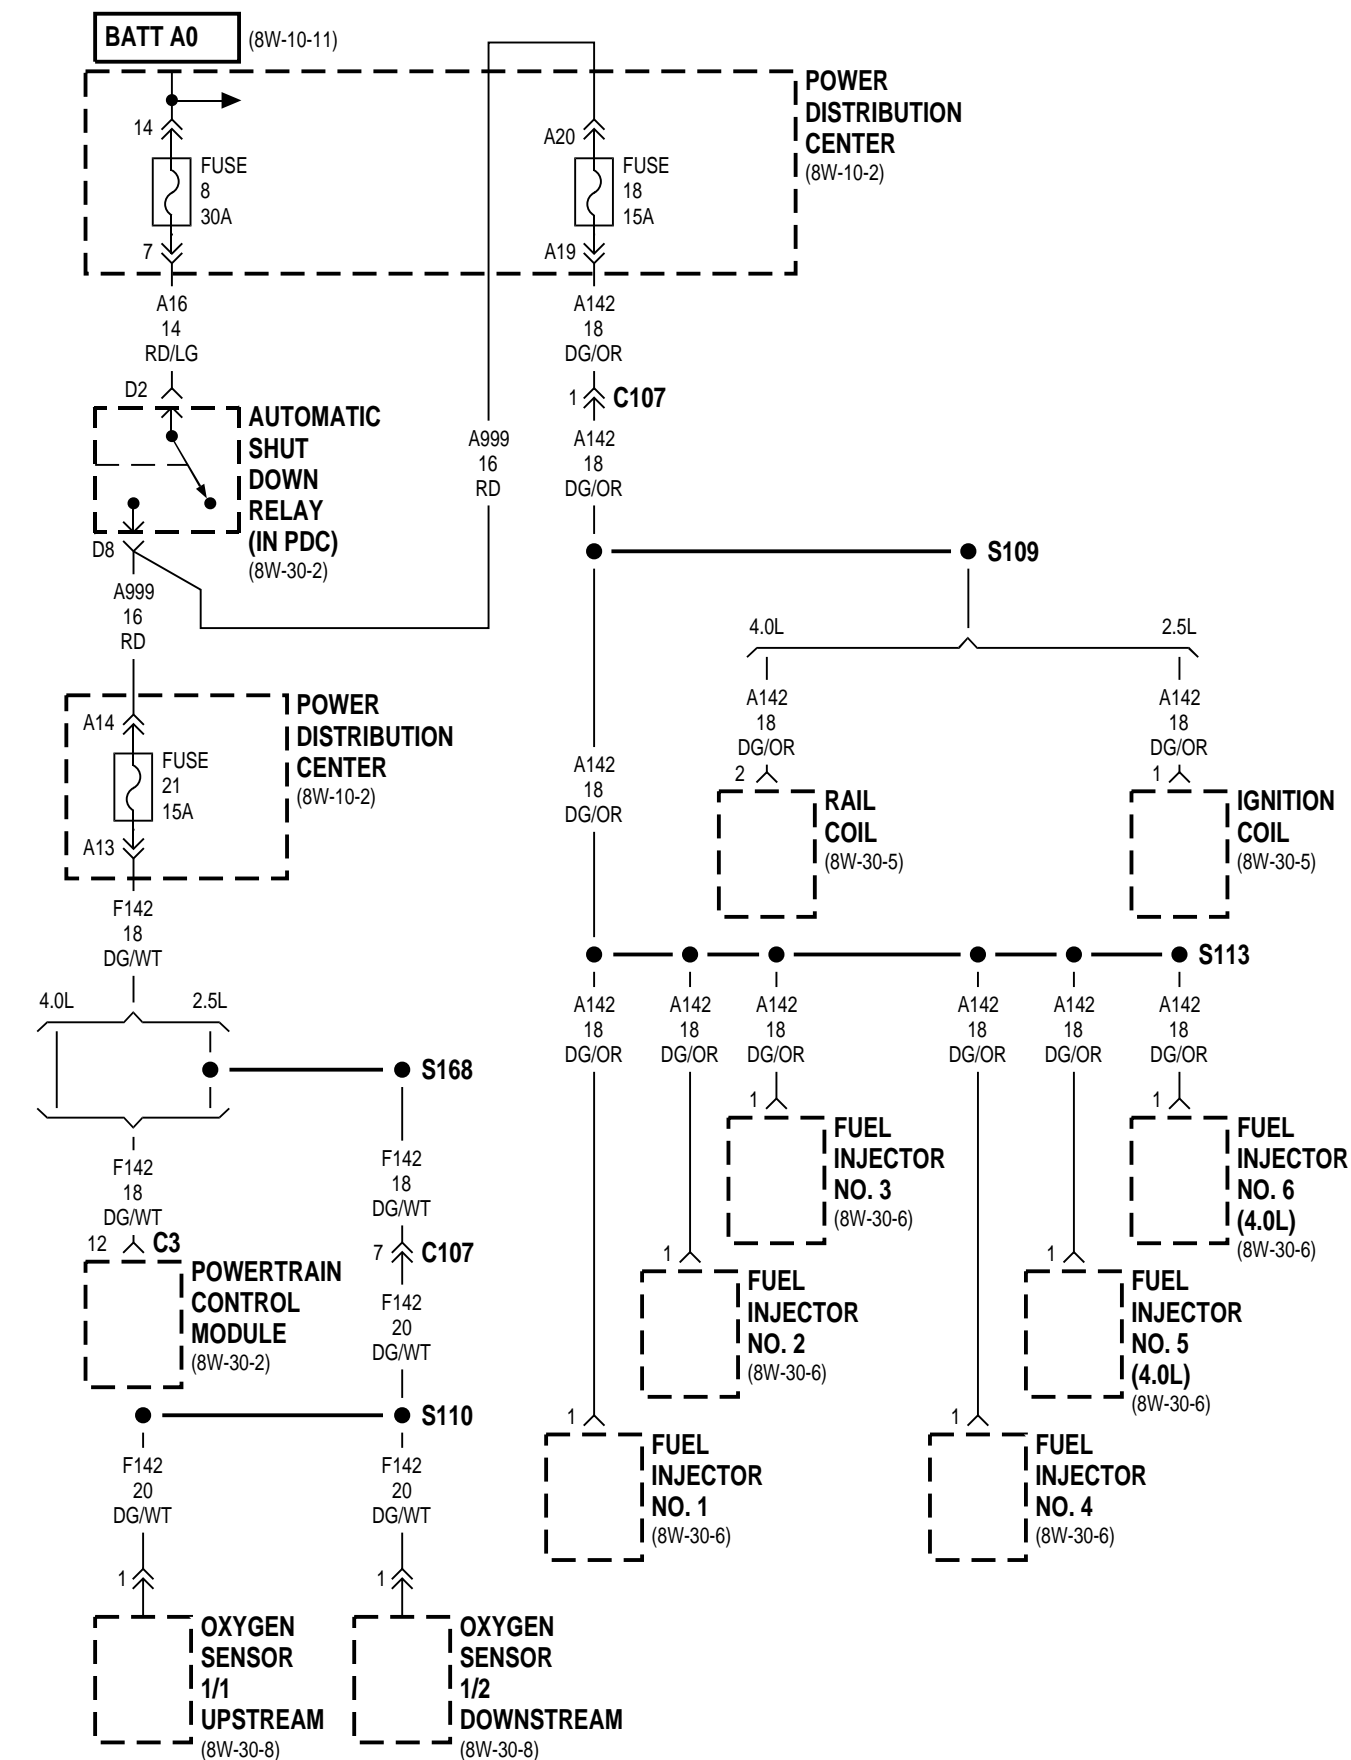 BATT A0 (8W-10-11)
POWER
DISTRIBUTION
CENTER
(8W-10-2)
14
FUSE
8
30A
7
A20
FUSE
18
15A
A19
A16
14
RD/LG
A142
18
DG/OR
D2
1 C107
AUTOMATIC
SHUT
DOWN
RELAY
(IN PDC)
(8W-30-2)
A999
16
RD
A142
18
DG/OR
D8
S109
A999
16
RD
4.0L
2.5L
A142
18
DG/OR
A142
18
DG/OR
A14
FUSE
21
15A
A13
POWER
DISTRIBUTION
CENTER
(8W-10-2)
A142
18
DG/OR
2
RAIL
COIL
(8W-30-5)
1
IGNITION
COIL
(8W-30-5)
F142
18
DG/WT
S113
4.0L
2.5L
A142
18
DG/OR
A142
18
DG/OR
A142
18
DG/OR
A142
18
DG/OR
A142
18
DG/OR
A142
18
DG/OR
S168
1
FUEL
INJECTOR
NO. 3
(8W-30-6)
1
FUEL
INJECTOR
NO. 6
(4.0L)
(8W-30-6)
F142
18
DG/WT
F142
18
DG/WT
12 C3
7 C107
POWERTRAIN
CONTROL
MODULE
(8W-30-2)
F142
20
DG/WT
1
FUEL
INJECTOR
NO. 2
(8W-30-6)
1
FUEL
INJECTOR
NO. 5
(4.0L)
(8W-30-6)
S110
1
FUEL
INJECTOR
NO. 1
(8W-30-6)
1
FUEL
INJECTOR
NO. 4
(8W-30-6)
F142
20
DG/WT
F142
20
DG/WT
1
1
OXYGEN
SENSOR
1/1
UPSTREAM
(8W-30-8)
OXYGEN
SENSOR
1/2
DOWNSTREAM
(8W-30-8)